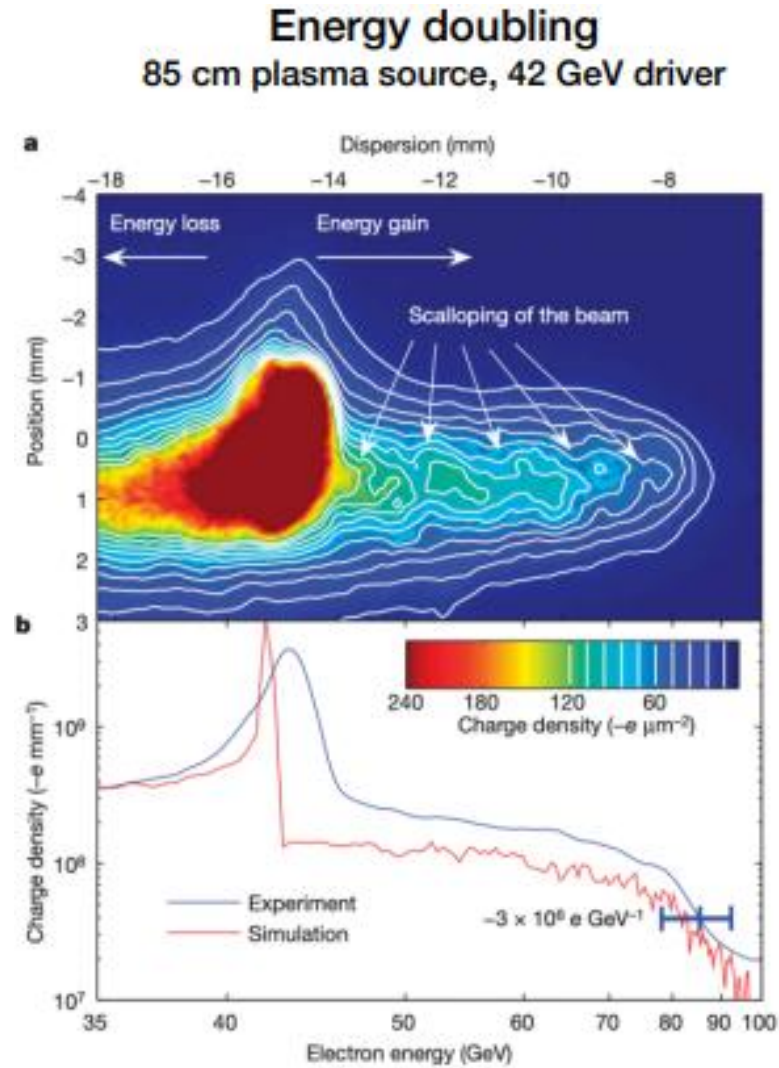 Energy doubling
85 cm plasma source, 42 GeV driver
a
Dispersion (mm)
−18 −16 −14 −12 −10 −8
−4
Energy loss
Energy gain
−3
−2
Scalloping of the beam
−1
Position (mm)
0
1
2
3
b
240 180 120 60
Charge density (−e μm⁻²)
10⁹
Charge density (−e mm⁻¹)
10⁸
Experiment
Simulation
−3 × 10⁶ e GeV⁻¹
10⁷
35 40 50 60 70 80 90 100
Electron energy (GeV)